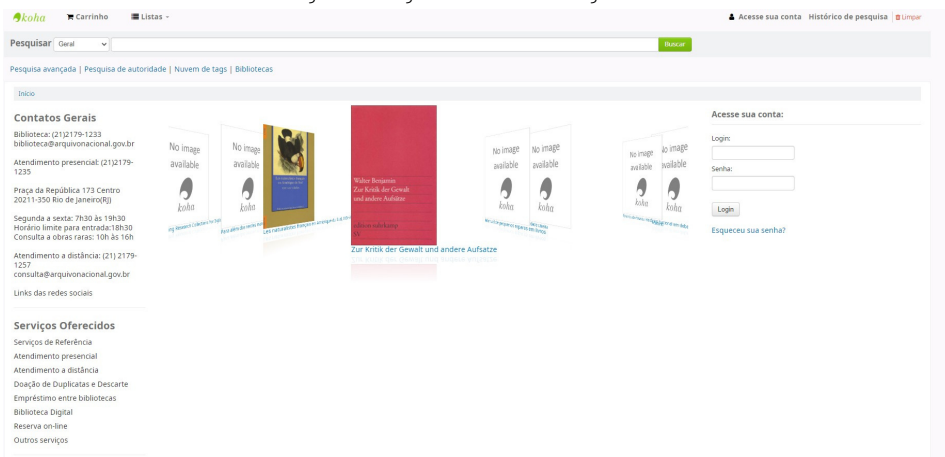 koha Carrinho Listas
Acesse sua conta Histórico de pesquisa Limpar
Pesquisar Geral Buscar
Pesquisa avançada | Pesquisa de autoridade | Nuvem de tags | Bibliotecas
Início
Contatos Gerais
Biblioteca: (21)2179-1233
biblioteca@arquivonacional.gov.br
Atendimento presencial: (21)2179-
1235
Praça da República 173 Centro
20211-350 Rio de Janeiro(RJ)
Segunda a sexta: 7h30 às 19h30
Horário limite para entrada:18h30
Consulta a obras raras: 10h às 16h
Atendimento a distância: (21) 2179-
1257
consulta@arquivonacional.gov.br
Links das redes sociais
Serviços Oferecidos
Serviços de Referência
Atendimento presencial
Atendimento a distância
Doação de Duplicatas e Descarte
Empréstimo entre bibliotecas
Biblioteca Digital
Reserva on-line
Outros serviços
No image
available
koha
No image
available
koha
Walter Benjamin
Zur Kritik der Gewalt
und andere Aufsätze
edition suhrkamp
SV
Zur Kritik der Gewalt und andere Aufsatze
No image
available
koha
No image
available
koha
No image
available
koha
No image
available
koha
Acesse sua conta:
Login:
Senha:
Login
Esqueceu sua senha?